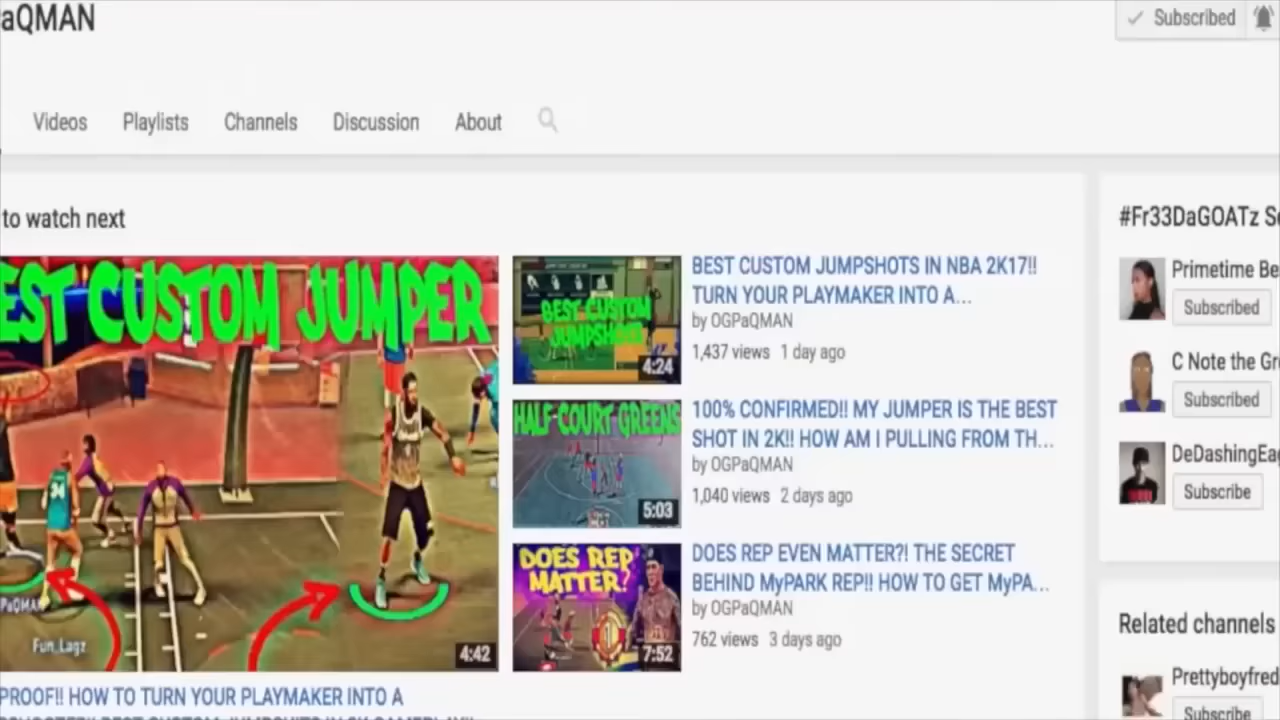 aQMAN
Subscribed
Videos Playlists Channels Discussion About
to watch next
EST CUSTOM JUMPER
34
PaQMAN
Fun_Lagz
4:42
PROOF!! HOW TO TURN YOUR PLAYMAKER INTO A
BEST CUSTOM JUMPSHOT
4:24
BEST CUSTOM JUMPSHOTS IN NBA 2K17!!
TURN YOUR PLAYMAKER INTO A...
by OGPaQMAN
1,437 views 1 day ago
HALF COURT GREENS
5:03
100% CONFIRMED!! MY JUMPER IS THE BEST
SHOT IN 2K!! HOW AM I PULLING FROM TH...
by OGPaQMAN
1,040 views 2 days ago
DOES REP
MATTER?
7:52
DOES REP EVEN MATTER?! THE SECRET
BEHIND MyPARK REP!! HOW TO GET MyPA...
by OGPaQMAN
762 views 3 days ago
#Fr33DaGOATz S
Primetime Be
Subscribed
C Note the Gr
Subscribed
DeDashingEa
Subscribe
Related channels
Prettyboyfred
Subscribe